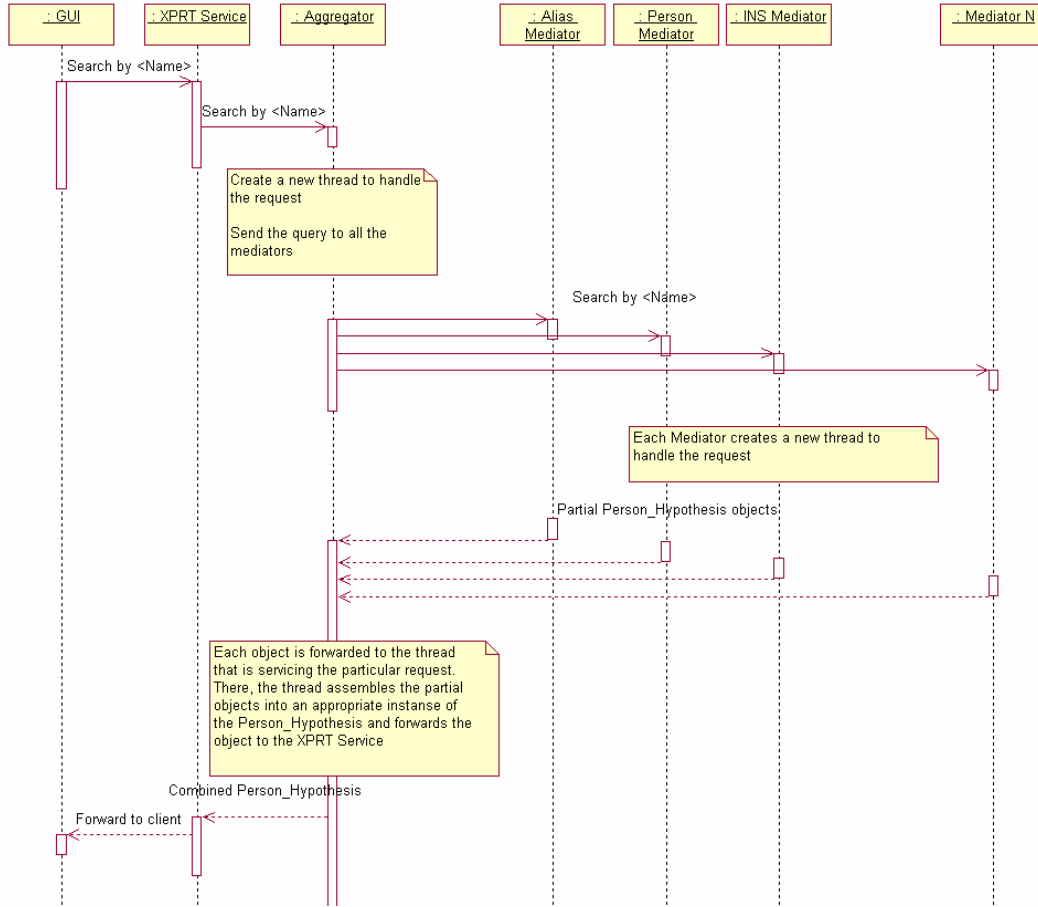 : GUI
: XPRT Service
: Aggregator
: Alias
Mediator
: Person
Mediator
: INS Mediator
: Mediator N
Search by <Name>
Search by <Name>
Create a new thread to handle
the request
Send the query to all the
mediators
Search by <Name>
Each Mediator creates a new thread to
handle the request
Partial Person_Hypothesis objects
Each object is forwarded to the thread
that is servicing the particular request.
There, the thread assembles the partial
objects into an appropriate instanse of
the Person_Hypothesis and forwards the
object to the XPRT Service
Combined Person_Hypothesis
Forward to client